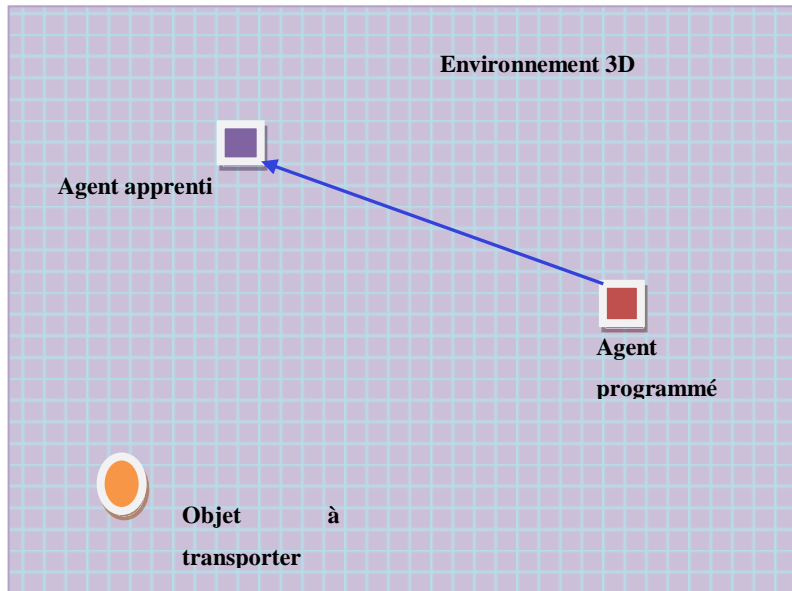 Environnement 3D
Agent apprenti
Agent
programmé
Objet à
transporter